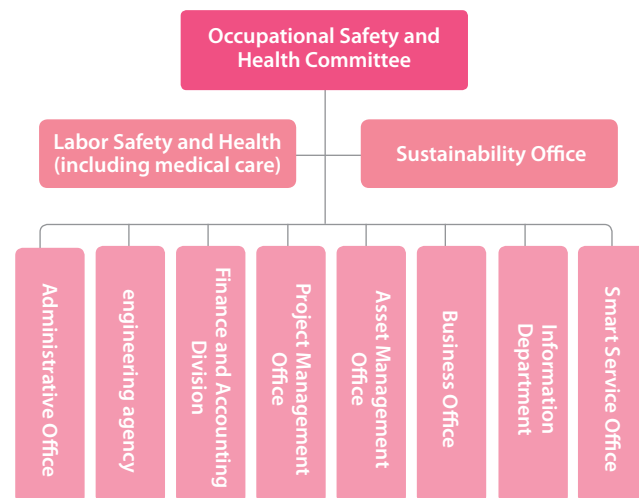 Occupational Safety and
Health Committee
Labor Safety and Health
(including medical care)
Sustainability Office
Administrative Office
engineering agency
Finance and Accounting
Division
Project Management
Office
Asset Management
Office
Business Office
Information
Department
Smart Service Office